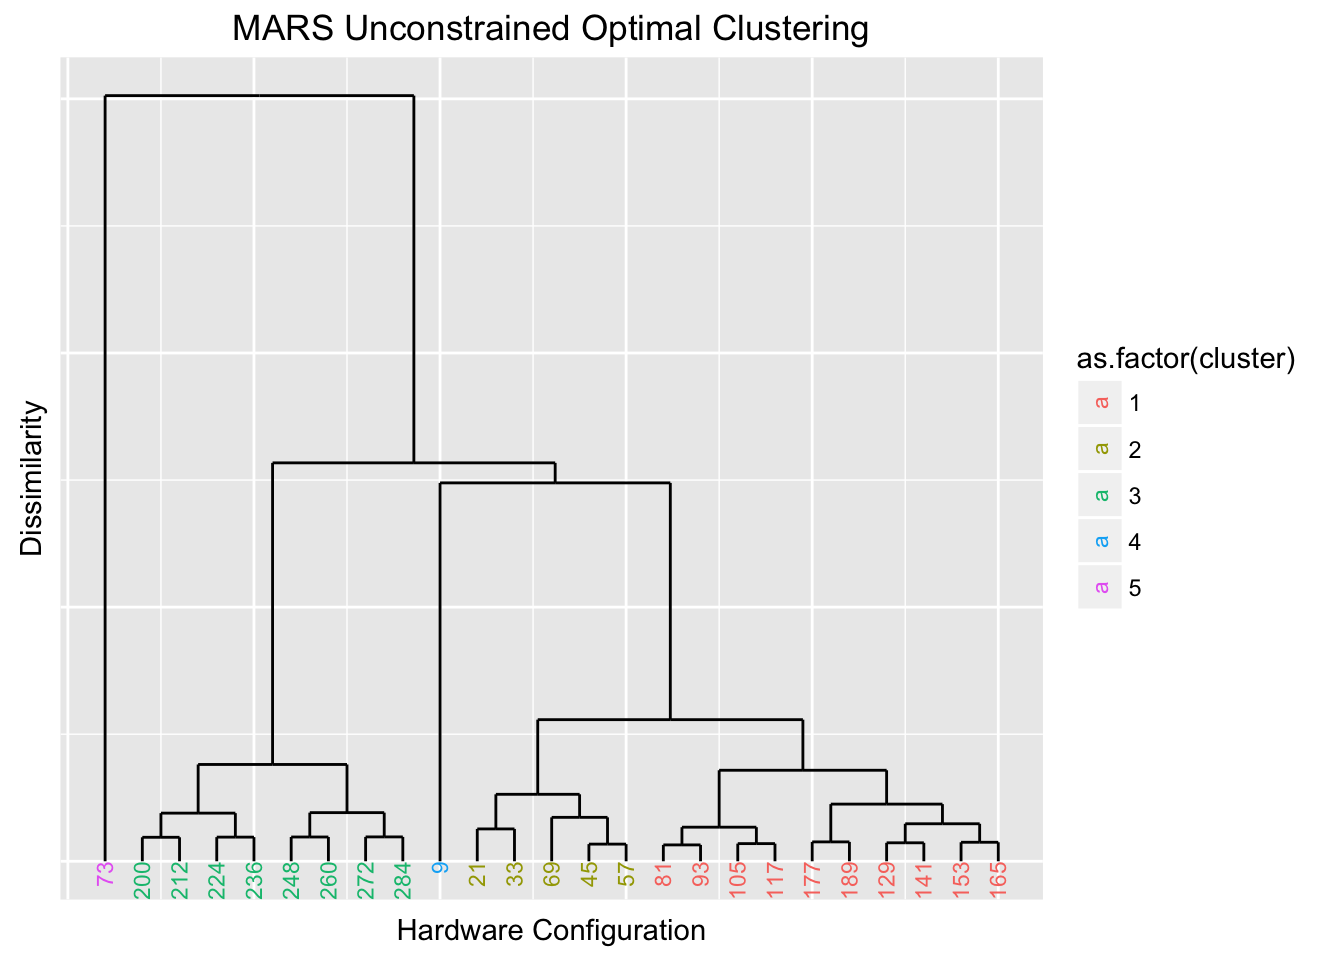 MARS Unconstrained Optimal Clustering
Dissimilarity
73 200 212 224 236 248 260 272 284 9 21 33 69 45 57 81 93 105 117 177 189 129 141 153 165
Hardware Configuration
as.factor(cluster)
a 1
a 2
a 3
a 4
a 5